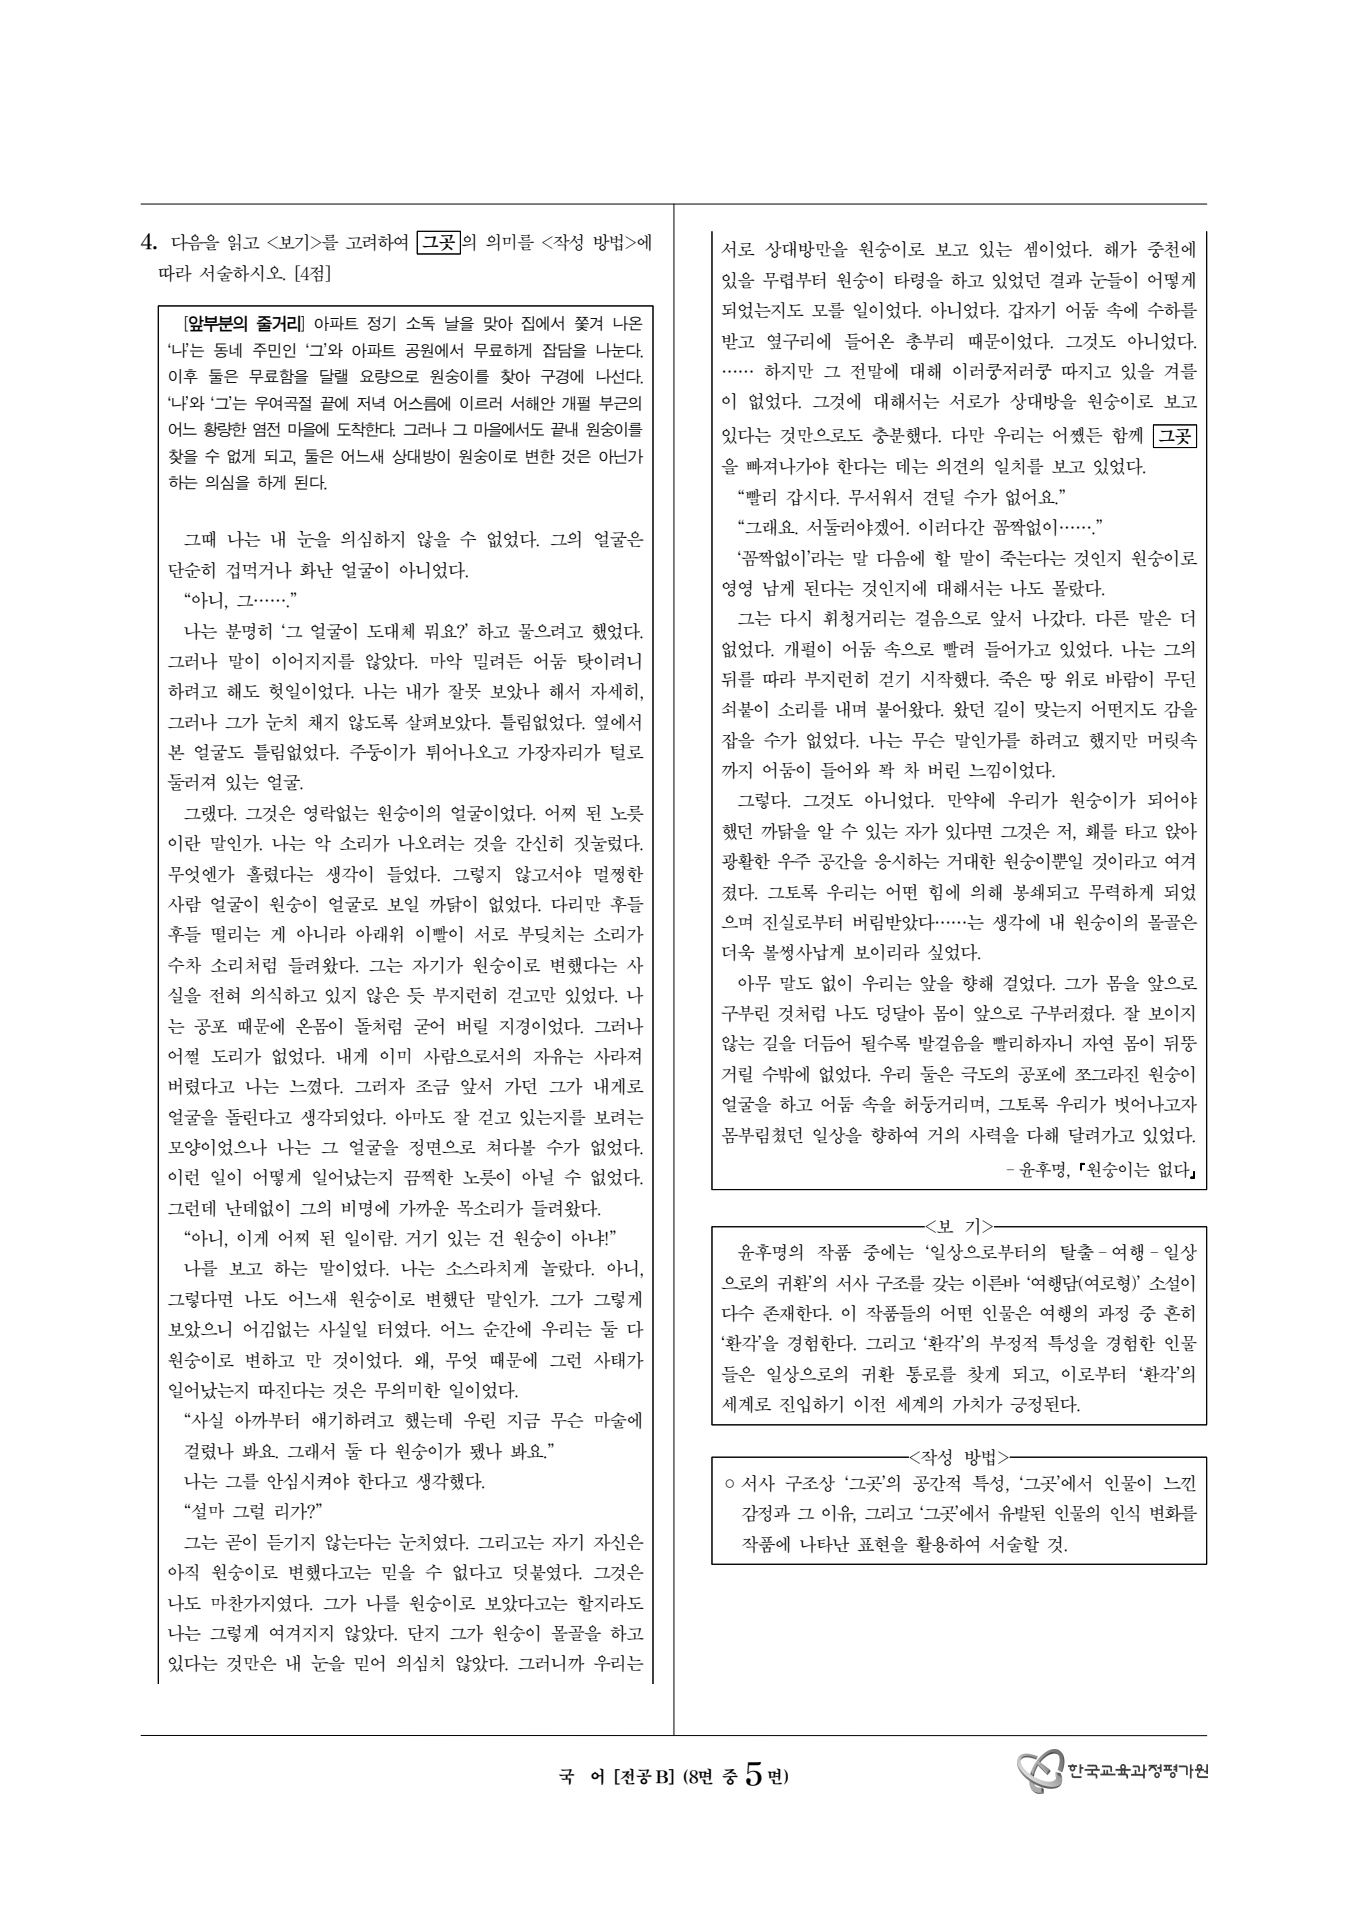 4. 다음을 읽고 <보기>를 고려하여 그곳의 의미를 <작성 방법>에
따라 서술하시오. [4점]
[앞부분의 줄거리] 아파트 정기 소독 날을 맞아 집에서 쫓겨 나온
‘나’는 동네 주민인 ‘그’와 아파트 공원에서 무료하게 잡담을 나눈다.
이후 둘은 무료함을 달랠 요량으로 원숭이를 찾아 구경에 나선다.
‘나’와 ‘그’는 우여곡절 끝에 저녁 어스름에 이르러 서해안 개펄 부근의
어느 황량한 염전 마을에 도착한다. 그러나 그 마을에서도 끝내 원숭이를
찾을 수 없게 되고, 둘은 어느새 상대방이 원숭이로 변한 것은 아닌가
하는 의심을 하게 된다.
그때 나는 내 눈을 의심하지 않을 수 없었다. 그의 얼굴은
단순히 겁먹거나 화난 얼굴이 아니었다.
“아니, 그…….”
나는 분명히 ‘그 얼굴이 도대체 뭐요?’ 하고 물으려고 했었다.
그러나 말이 이어지지를 않았다. 마악 밀려든 어둠 탓이려니
하려고 해도 헛일이었다. 나는 내가 잘못 보았나 해서 자세히,
그러나 그가 눈치 채지 않도록 살펴보았다. 틀림없었다. 옆에서
본 얼굴도 틀림없었다. 주둥이가 튀어나오고 가장자리가 털로
둘러져 있는 얼굴.
그랬다. 그것은 영락없는 원숭이의 얼굴이었다. 어찌 된 노릇
이란 말인가. 나는 악 소리가 나오려는 것을 간신히 짓눌렀다.
무엇엔가 홀렸다는 생각이 들었다. 그렇지 않고서야 멀쩡한
사람 얼굴이 원숭이 얼굴로 보일 까닭이 없었다. 다리만 후들
후들 떨리는 게 아니라 아래위 이빨이 서로 부딪치는 소리가
수차 소리처럼 들려왔다. 그는 자기가 원숭이로 변했다는 사
실을 전혀 의식하고 있지 않은 듯 부지런히 걷고만 있었다. 나
는 공포 때문에 온몸이 돌처럼 굳어 버릴 지경이었다. 그러나
어쩔 도리가 없었다. 내게 이미 사람으로서의 자유는 사라져
버렸다고 나는 느꼈다. 그러자 조금 앞서 가던 그가 내게로
얼굴을 돌린다고 생각되었다. 아마도 잘 걷고 있는지를 보려는
모양이었으나 나는 그 얼굴을 정면으로 쳐다볼 수가 없었다.
이런 일이 어떻게 일어났는지 끔찍한 노릇이 아닐 수 없었다.
그런데 난데없이 그의 비명에 가까운 목소리가 들려왔다.
“아니, 이게 어찌 된 일이람. 거기 있는 건 원숭이 아냐!”
나를 보고 하는 말이었다. 나는 소스라치게 놀랐다. 아니,
그렇다면 나도 어느새 원숭이로 변했단 말인가. 그가 그렇게
보았으니 어김없는 사실일 터였다. 어느 순간에 우리는 둘 다
원숭이로 변하고 만 것이었다. 왜, 무엇 때문에 그런 사태가
일어났는지 따진다는 것은 무의미한 일이었다.
“사실 아까부터 얘기하려고 했는데 우린 지금 무슨 마술에
걸렸나 봐요. 그래서 둘 다 원숭이가 됐나 봐요.”
나는 그를 안심시켜야 한다고 생각했다.
“설마 그럴 리가?”
그는 곧이 듣기지 않는다는 눈치였다. 그리고는 자기 자신은
아직 원숭이로 변했다고는 믿을 수 없다고 덧붙였다. 그것은
나도 마찬가지였다. 그가 나를 원숭이로 보았다고는 할지라도
나는 그렇게 여겨지지 않았다. 단지 그가 원숭이 몰골을 하고
있다는 것만은 내 눈을 믿어 의심치 않았다. 그러니까 우리는
서로 상대방만을 원숭이로 보고 있는 셈이었다. 해가 중천에
있을 무렵부터 원숭이 타령을 하고 있었던 결과 눈들이 어떻게
되었는지도 모를 일이었다. 아니었다. 갑자기 어둠 속에 수하를
받고 옆구리에 들어온 총부리 때문이었다. 그것도 아니었다.
…… 하지만 그 전말에 대해 이러쿵저러쿵 따지고 있을 겨를
이 없었다. 그것에 대해서는 서로가 상대방을 원숭이로 보고
있다는 것만으로도 충분했다. 다만 우리는 어쨌든 함께 그곳
을 빠져나가야 한다는 데는 의견의 일치를 보고 있었다.
“빨리 갑시다. 무서워서 견딜 수가 없어요.”
“그래요. 서둘러야겠어. 이러다간 꼼짝없이…….”
‘꼼짝없이’라는 말 다음에 할 말이 죽는다는 것인지 원숭이로
영영 남게 된다는 것인지에 대해서는 나도 몰랐다.
그는 다시 휘청거리는 걸음으로 앞서 나갔다. 다른 말은 더
없었다. 개펄이 어둠 속으로 빨려 들어가고 있었다. 나는 그의
뒤를 따라 부지런히 걷기 시작했다. 죽은 땅 위로 바람이 무딘
쇠붙이 소리를 내며 불어왔다. 왔던 길이 맞는지 어떤지도 감을
잡을 수가 없었다. 나는 무슨 말인가를 하려고 했지만 머릿속
까지 어둠이 들어와 꽉 차 버린 느낌이었다.
그렇다. 그것도 아니었다. 만약에 우리가 원숭이가 되어야
했던 까닭을 알 수 있는 자가 있다면 그것은 저, 홰를 타고 앉아
광활한 우주 공간을 응시하는 거대한 원숭이뿐일 것이라고 여겨
졌다. 그토록 우리는 어떤 힘에 의해 봉쇄되고 무력하게 되었
으며 진실로부터 버림받았다……는 생각에 내 원숭이의 몰골은
더욱 볼썽사납게 보이리라 싶었다.
아무 말도 없이 우리는 앞을 향해 걸었다. 그가 몸을 앞으로
구부린 것처럼 나도 덩달아 몸이 앞으로 구부러졌다. 잘 보이지
않는 길을 더듬어 될수록 발걸음을 빨리하자니 자연 몸이 뒤뚱
거릴 수밖에 없었다. 우리 둘은 극도의 공포에 쪼그라진 원숭이
얼굴을 하고 어둠 속을 허둥거리며, 그토록 우리가 벗어나고자
몸부림쳤던 일상을 향하여 거의 사력을 다해 달려가고 있었다.
- 윤후명, 『원숭이는 없다』
<보 기>
윤후명의 작품 중에는 ‘일상으로부터의 탈출-여행-일상
으로의 귀환’의 서사 구조를 갖는 이른바 ‘여행담(여로형)’ 소설이
다수 존재한다. 이 작품들의 어떤 인물은 여행의 과정 중 흔히
‘환각’을 경험한다. 그리고 ‘환각’의 부정적 특성을 경험한 인물
들은 일상으로의 귀환 통로를 찾게 되고, 이로부터 ‘환각’의
세계로 진입하기 이전 세계의 가치가 긍정된다.
<작성 방법>
○ 서사 구조상 ‘그곳’의 공간적 특성, ‘그곳’에서 인물이 느낀
감정과 그 이유, 그리고 ‘그곳’에서 유발된 인물의 인식 변화를
작품에 나타난 표현을 활용하여 서술할 것.
국 어 [전공 B] (8면 중 5 면)
한국교육과정평가원